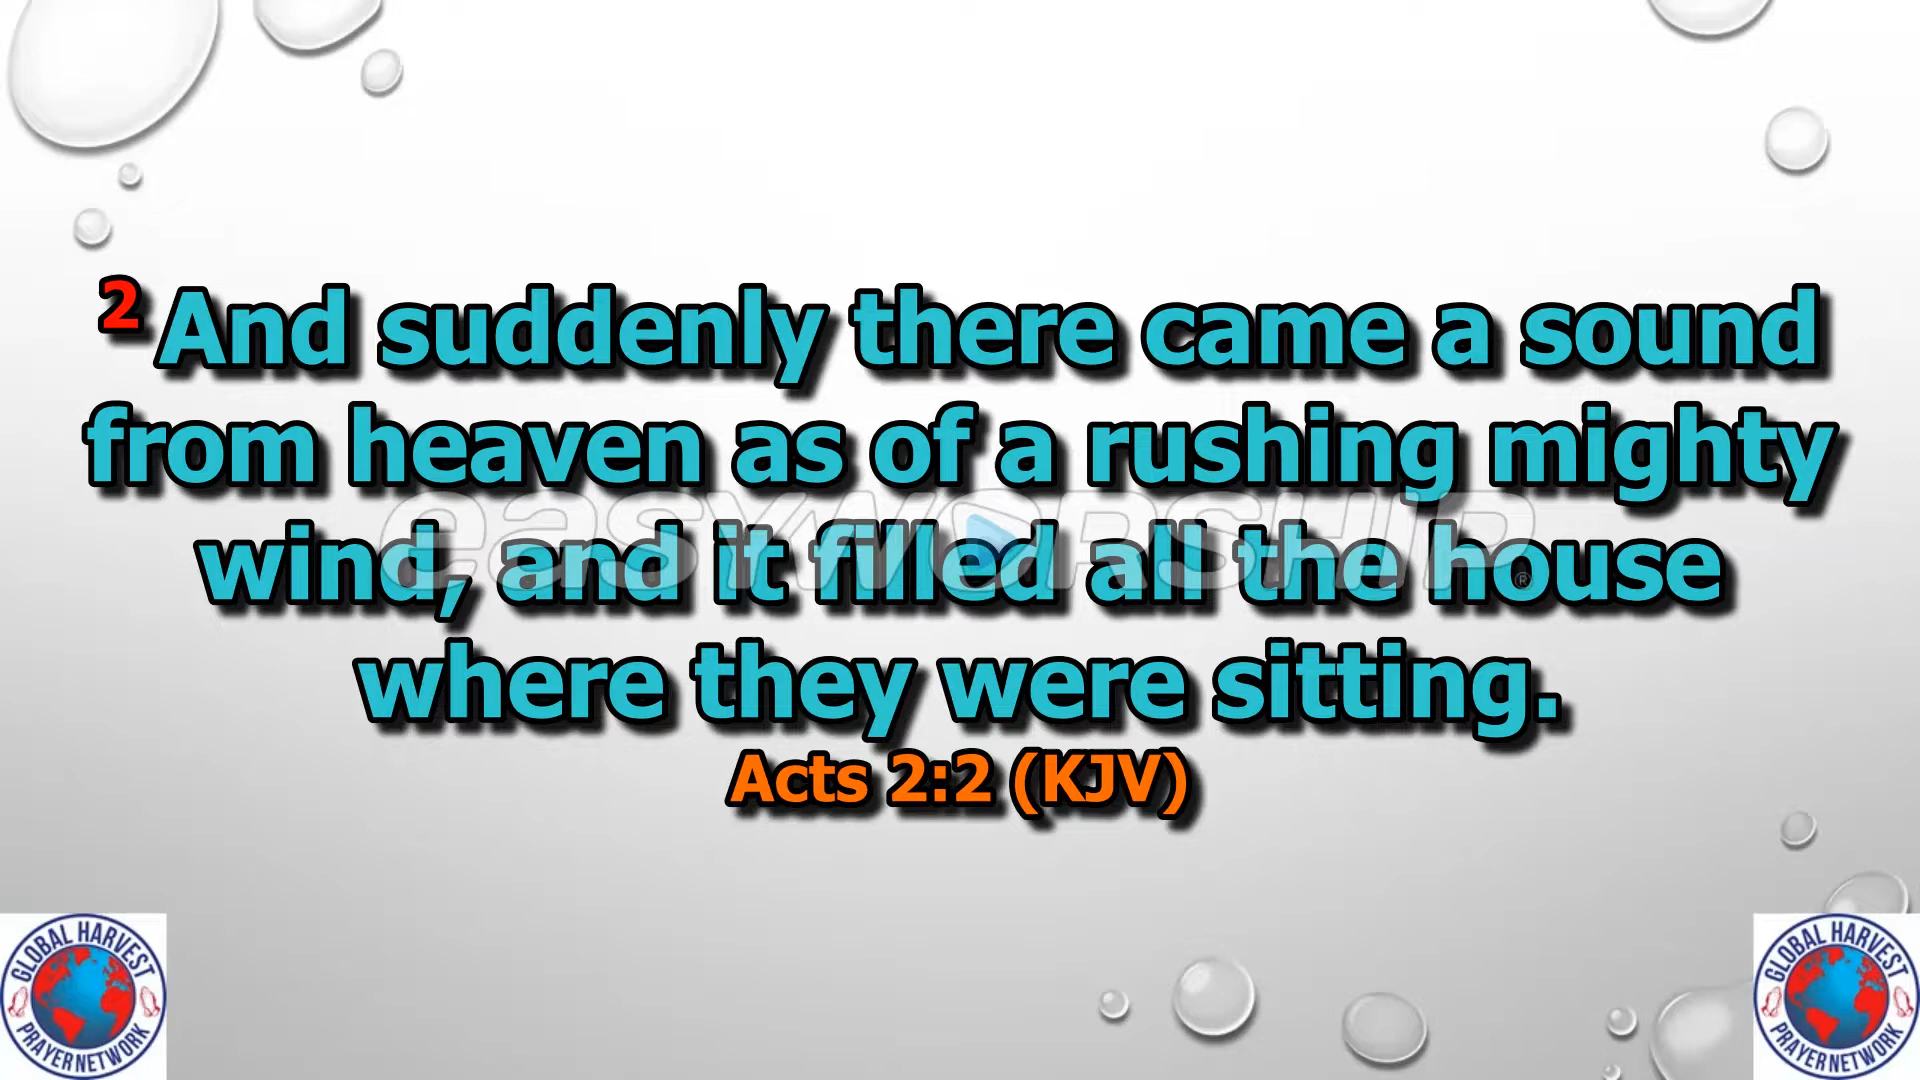 2 And suddenly there came a sound
from heaven as of a rushing mighty
wind, and it filled all the house
where they were sitting.
Acts 2:2 (KJV)
easyworship®
GLOBAL HARVEST
PRAYER NETWORK
GLOBAL HARVEST
PRAYER NETWORK